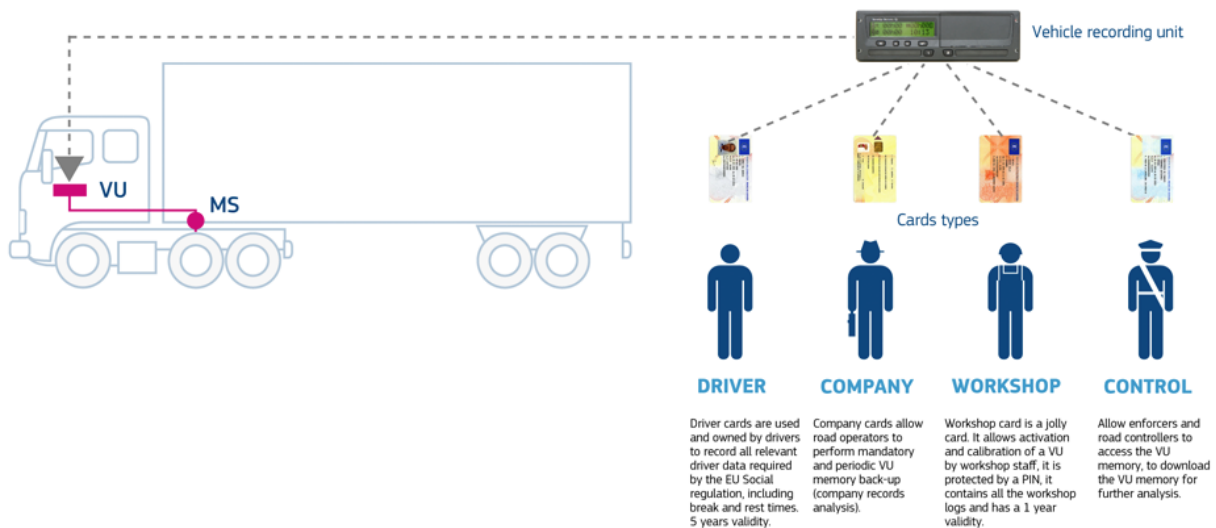 Vehicle recording unit
VU
MS
Cards types
DRIVER
Driver cards are used
and owned by drivers
to record all relevant
driver data required
by the EU Social
regulation, including
break and rest times.
5 years validity.
COMPANY
Company cards allow
road operators to
perform mandatory
and periodic VU
memory back-up
(company records
analysis).
WORKSHOP
Workshop card is a jolly
card. It allows activation
and calibration of a VU
by workshop staff, it is
protected by a PIN, it
contains all the workshop
logs and has a 1 year
validity.
CONTROL
Allow enforcers and
road controllers to
access the VU
memory, to download
the VU memory for
further analysis.